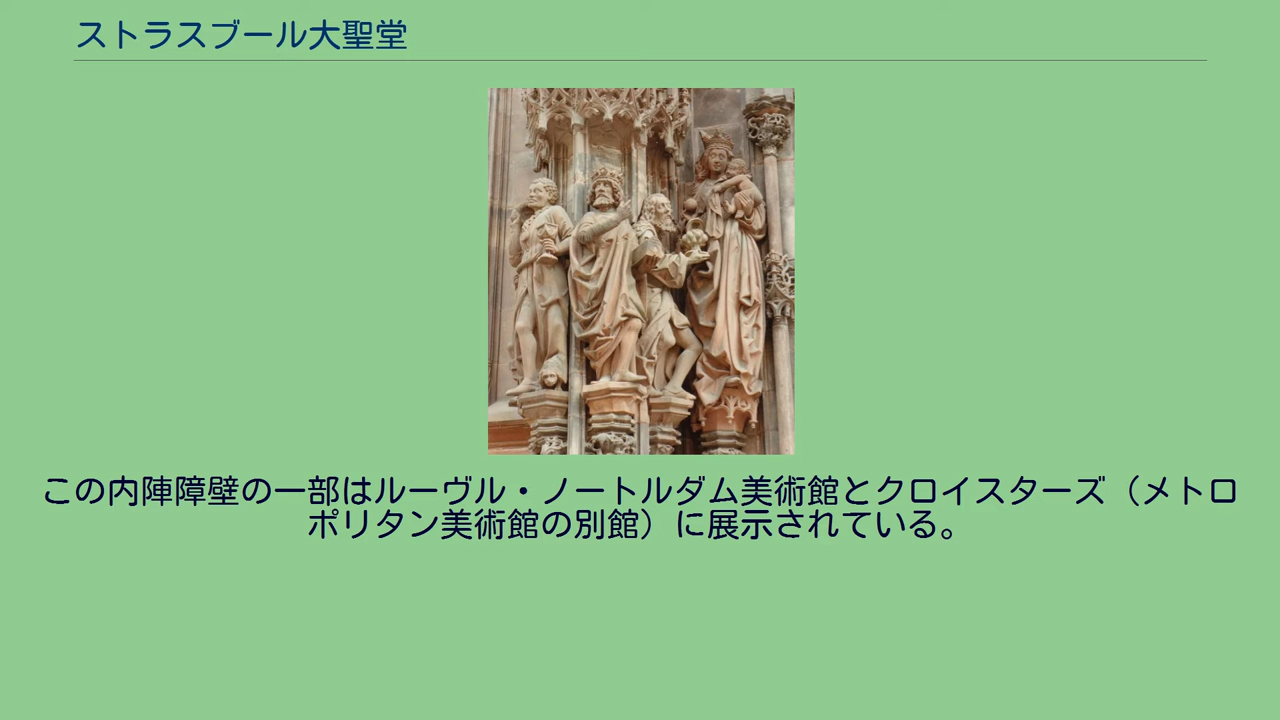 ストラスブール大聖堂
この内陣障壁の一部はルーヴル・ノートルダム美術館とクロイスターズ（メトロ
ポリタン美術館の別館）に展示されている。